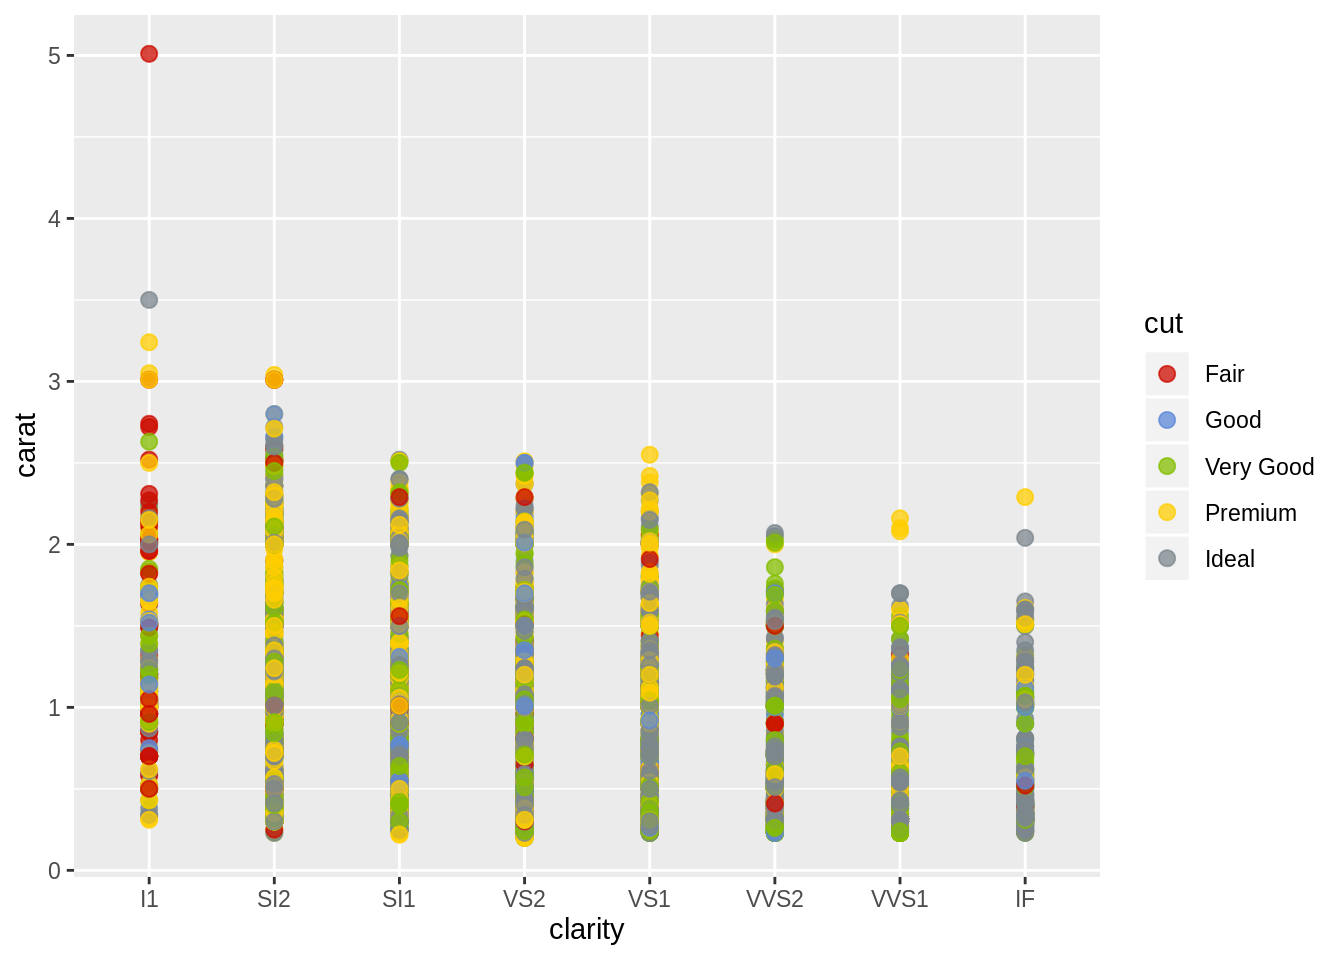 5
4
3
2
1
0
carat
I1 SI2 SI1 VS2 VS1 VVS2 VVS1 IF
clarity
cut
Fair
Good
Very Good
Premium
Ideal